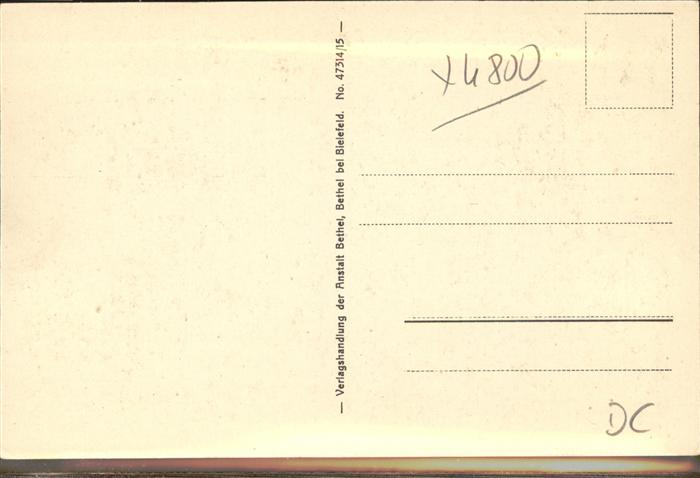 — Verlagshandlung der Anstalt Bethel, Bethel bei Bielefeld. No. 47314/15 —
x4800
DC